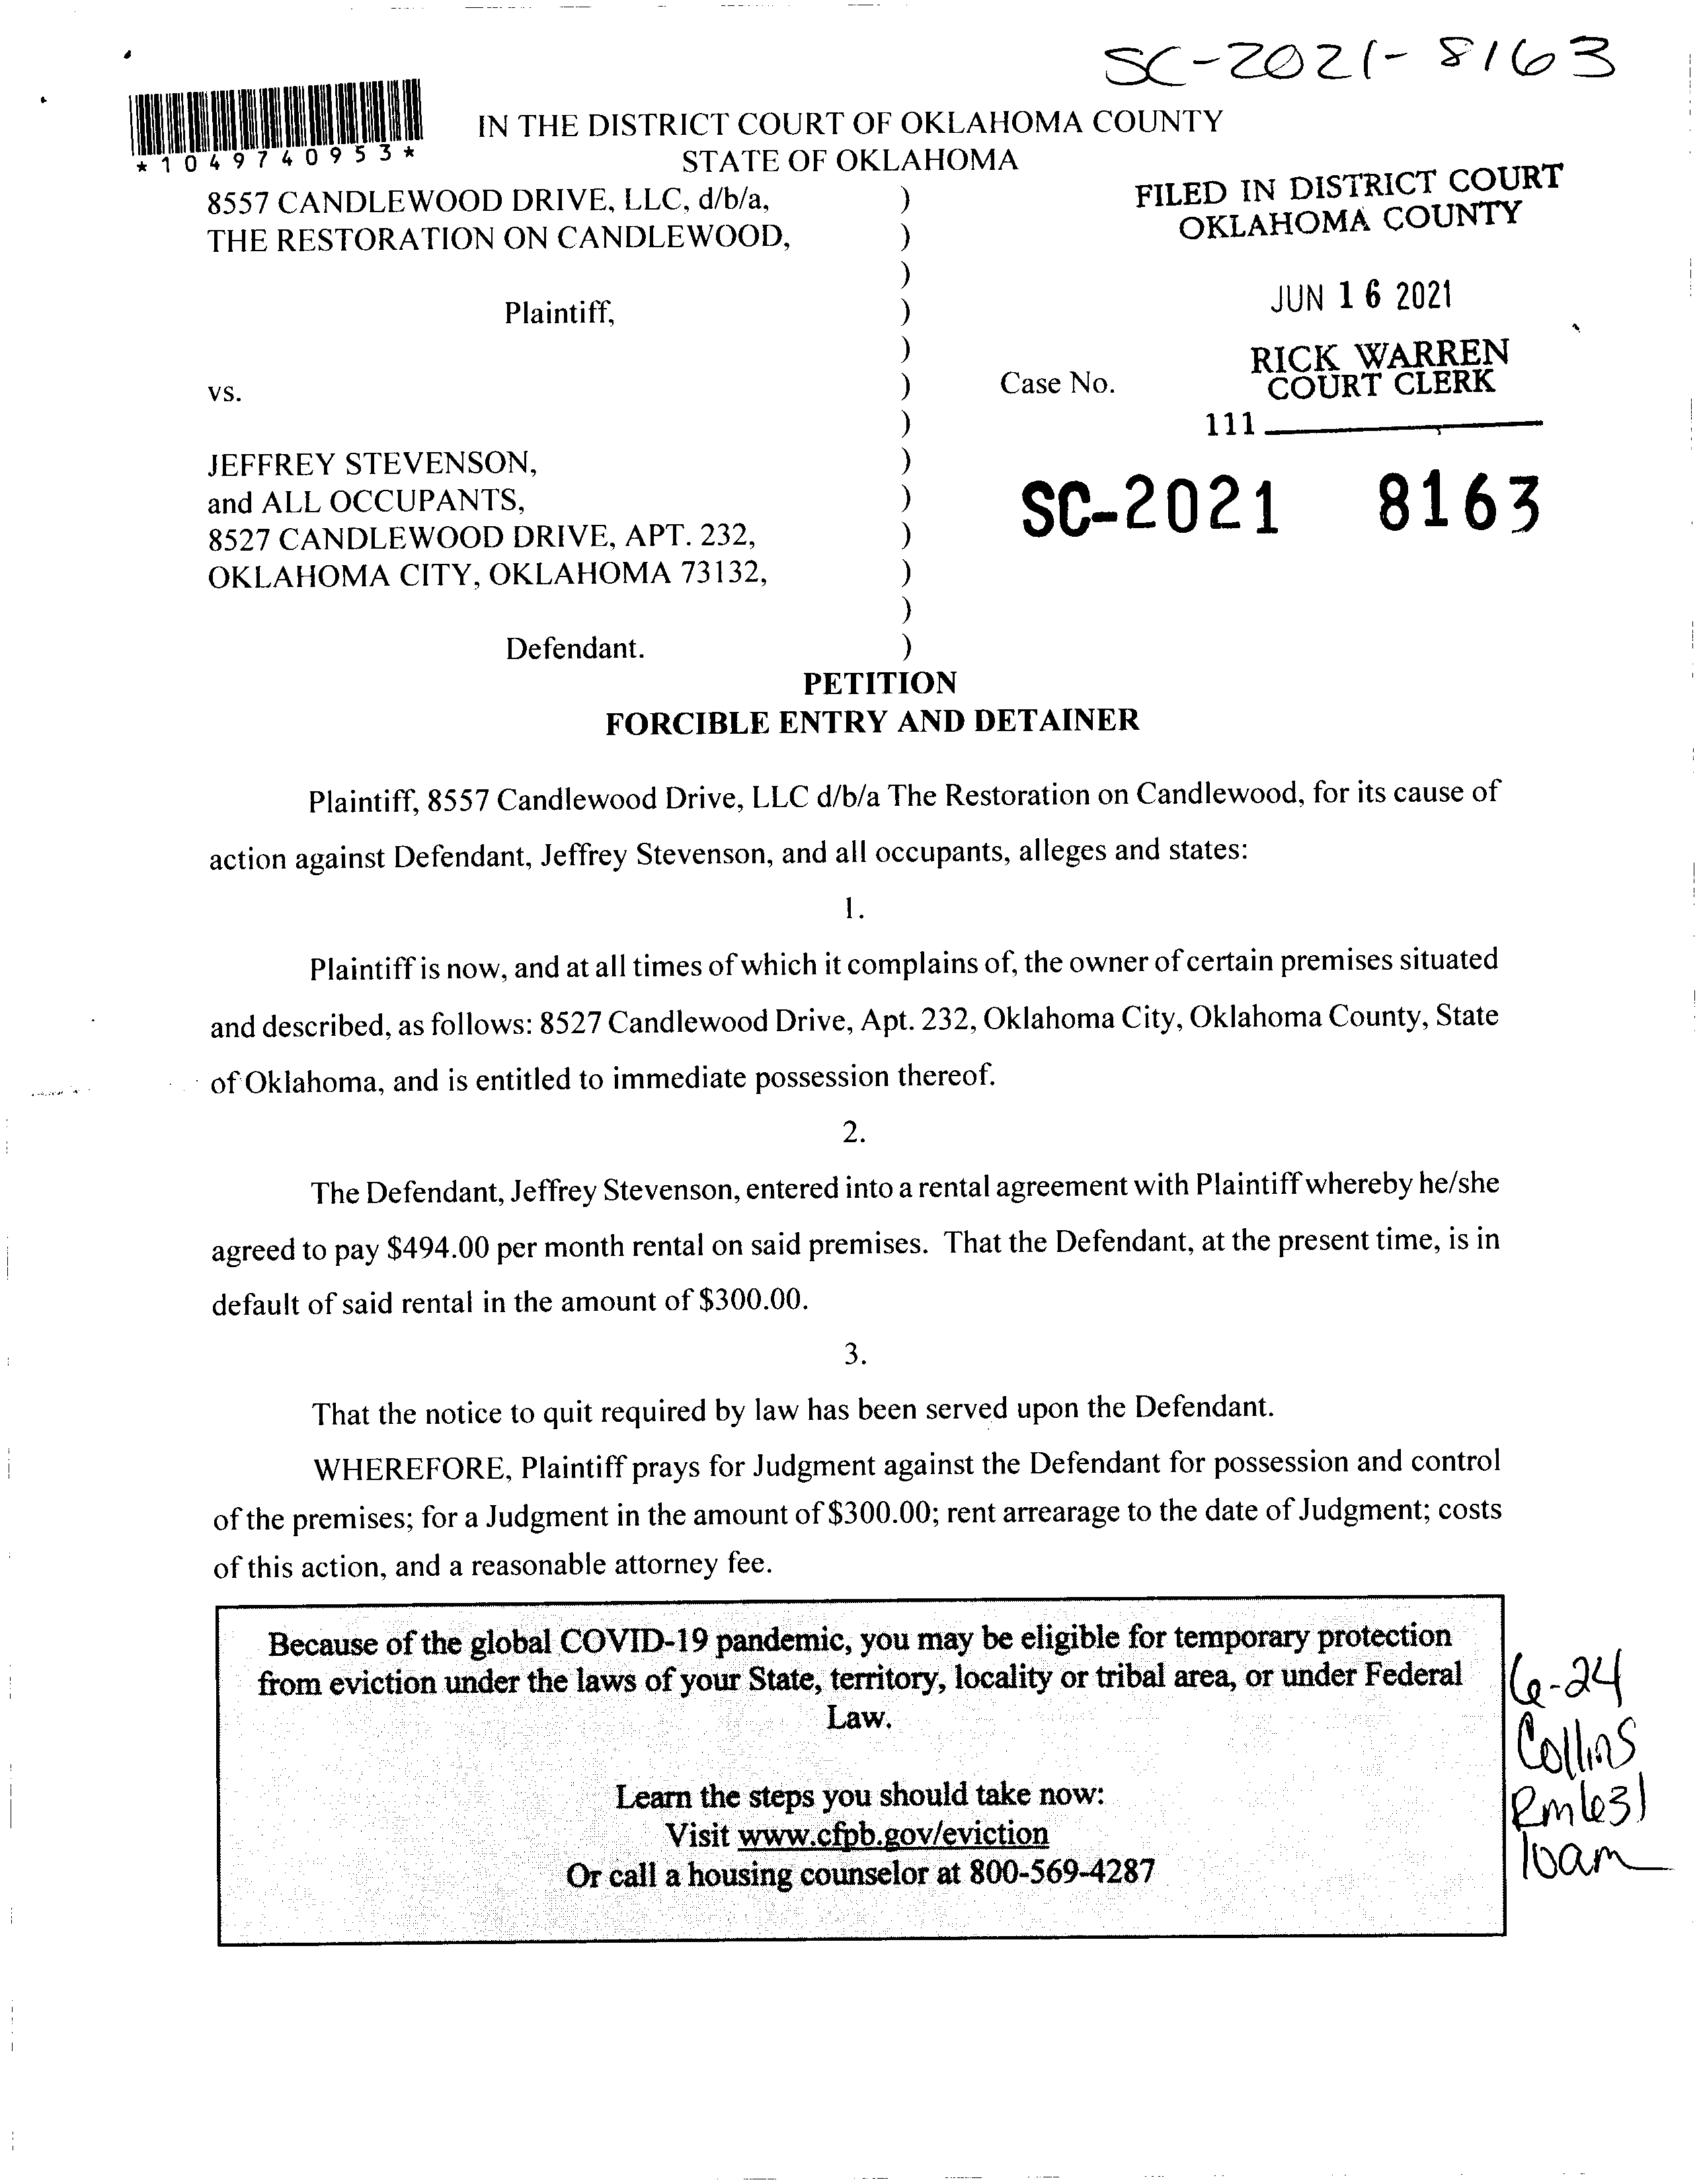 SC-2021-8163
*1049740953*
IN THE DISTRICT COURT OF OKLAHOMA COUNTY
STATE OF OKLAHOMA
8557 CANDLEWOOD DRIVE, LLC, d/b/a, )
THE RESTORATION ON CANDLEWOOD, )
)
Plaintiff, )
)
vs. )
)
JEFFREY STEVENSON, )
and ALL OCCUPANTS, )
8527 CANDLEWOOD DRIVE, APT. 232, )
OKLAHOMA CITY, OKLAHOMA 73132, )
)
Defendant. )
FILED IN DISTRICT COURT
OKLAHOMA COUNTY
JUN 16 2021
RICK WARREN
COURT CLERK
111
Case No.
SC-2021 8163
PETITION
FORCIBLE ENTRY AND DETAINER
Plaintiff, 8557 Candlewood Drive, LLC d/b/a The Restoration on Candlewood, for its cause of
action against Defendant, Jeffrey Stevenson, and all occupants, alleges and states:
1.
Plaintiff is now, and at all times of which it complains of, the owner of certain premises situated
and described, as follows: 8527 Candlewood Drive, Apt. 232, Oklahoma City, Oklahoma County, State
of Oklahoma, and is entitled to immediate possession thereof.
2.
The Defendant, Jeffrey Stevenson, entered into a rental agreement with Plaintiff whereby he/she
agreed to pay $494.00 per month rental on said premises. That the Defendant, at the present time, is in
default of said rental in the amount of $300.00.
3.
That the notice to quit required by law has been served upon the Defendant.
WHEREFORE, Plaintiff prays for Judgment against the Defendant for possession and control
of the premises; for a Judgment in the amount of $300.00; rent arrearage to the date of Judgment; costs
of this action, and a reasonable attorney fee.
Because of the global COVID-19 pandemic, you may be eligible for temporary protection
from eviction under the laws of your State, territory, locality or tribal area, or under Federal
Law.
Learn the steps you should take now:
Visit www.cfpb.gov/eviction
Or call a housing counselor at 800-569-4287
6-24
Collins
Rm631
10am